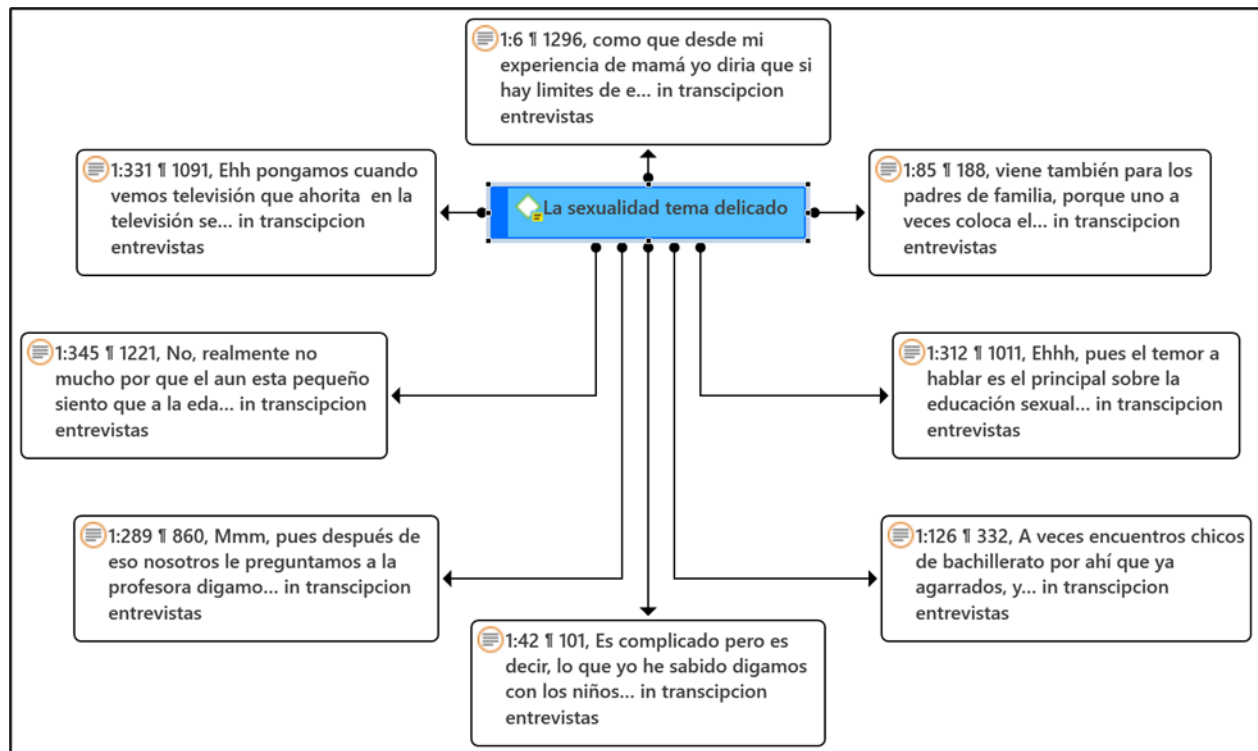 1:6 ¶ 1296, como que desde mi
experiencia de mamá yo diria que si
hay limites de e... in transcipcion
entrevistas
1:331 ¶ 1091, Ehh pongamos cuando
vemos televisión que ahorita  en la
televisión se... in transcipcion
entrevistas
La sexualidad tema delicado
1:85 ¶ 188, viene también para los
padres de familia, porque uno a
veces coloca el... in transcipcion
entrevistas
1:345 ¶ 1221, No, realmente no
mucho por que el aun esta pequeño
siento que a la eda... in transcipcion
entrevistas
1:312 ¶ 1011, Ehhh, pues el temor a
hablar es el principal sobre la
educación sexual... in transcipcion
entrevistas
1:289 ¶ 860, Mmm, pues después de
eso nosotros le preguntamos a la
profesora digamo... in transcipcion
entrevistas
1:126 ¶ 332, A veces encuentros chicos
de bachillerato por ahí que ya
agarrados, y... in transcipcion
entrevistas
1:42 ¶ 101, Es complicado pero es
decir, lo que yo he sabido digamos
con los niños... in transcipcion
entrevistas